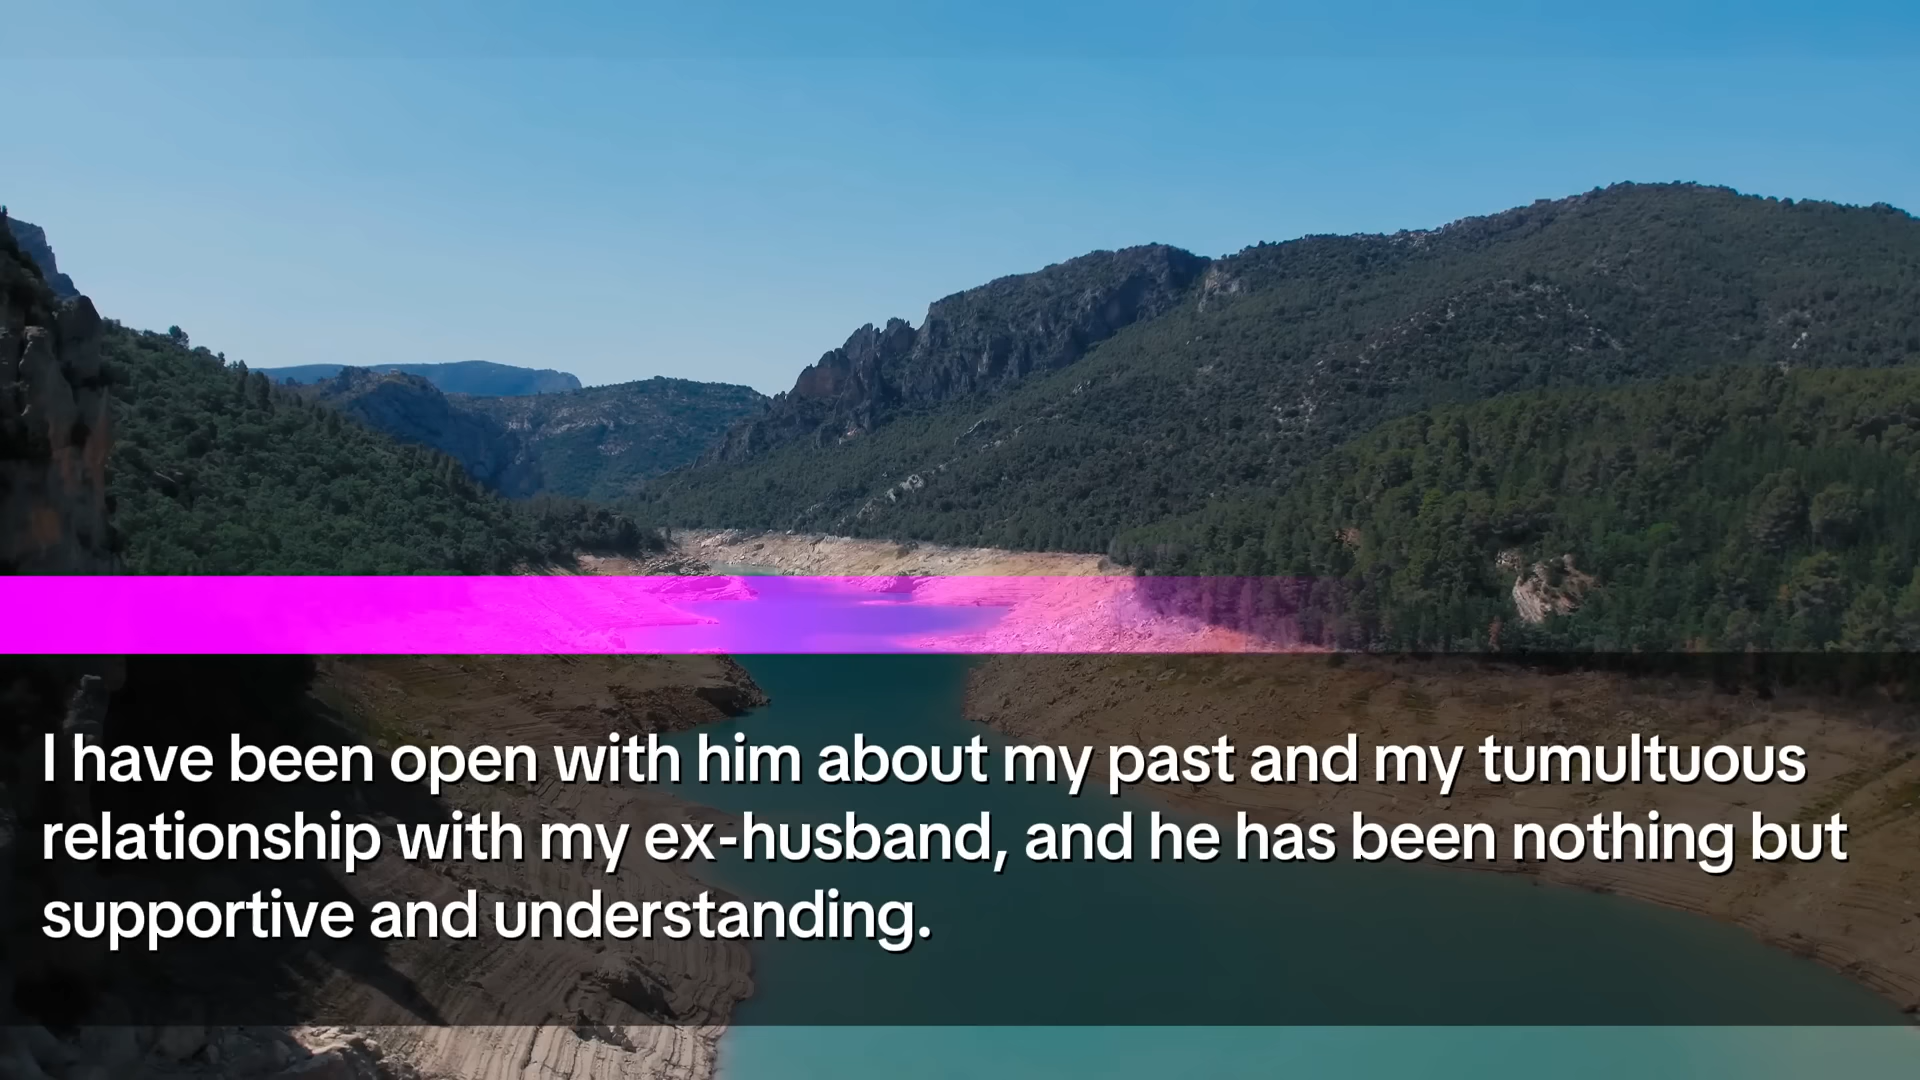 I have been open with him about my past and my tumultuous
relationship with my ex-husband, and he has been nothing but
supportive and understanding.